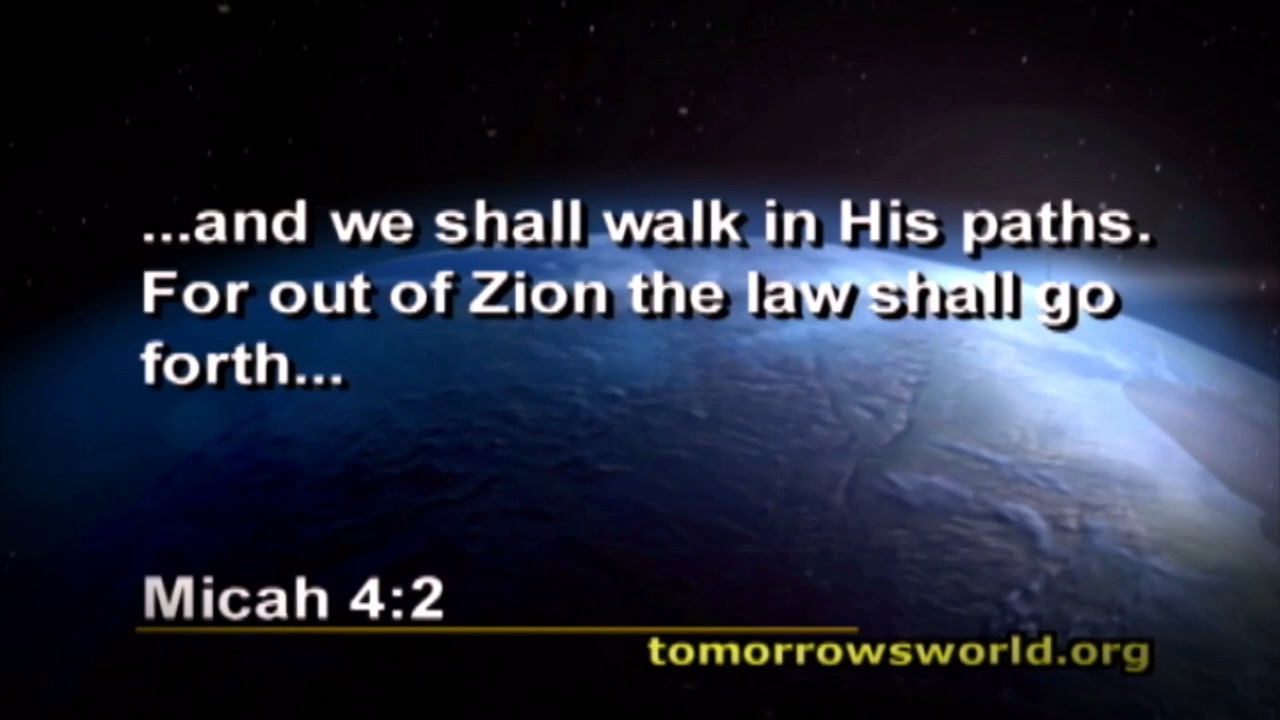 ...and we shall walk in His paths.
For out of Zion the law shall go
forth...
Micah 4:2
tomorrowsworld.org